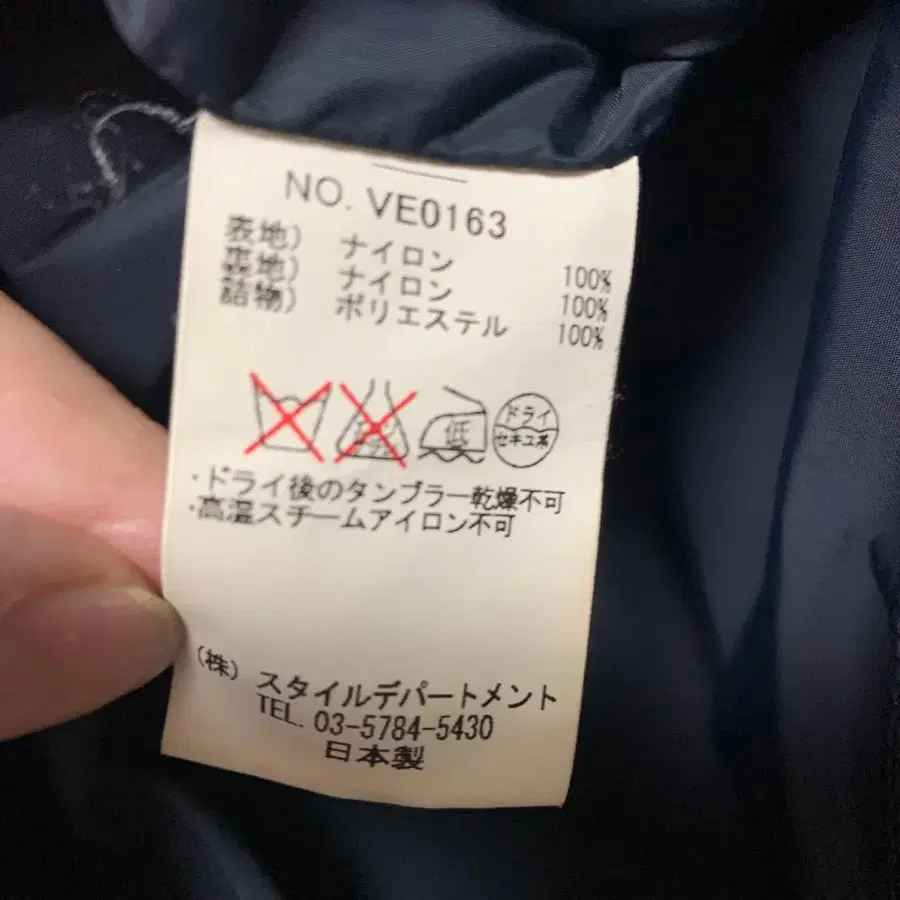 NO. VE0163
表地) ナイロン 100%
裏地) ナイロン 100%
詰物) ポリエステル 100%
低 ドライ
セキユ系
・ドライ後のタンブラー乾燥不可
・高温スチームアイロン不可
(株) スタイルデパートメント
TEL. 03-5784-5430
日本製